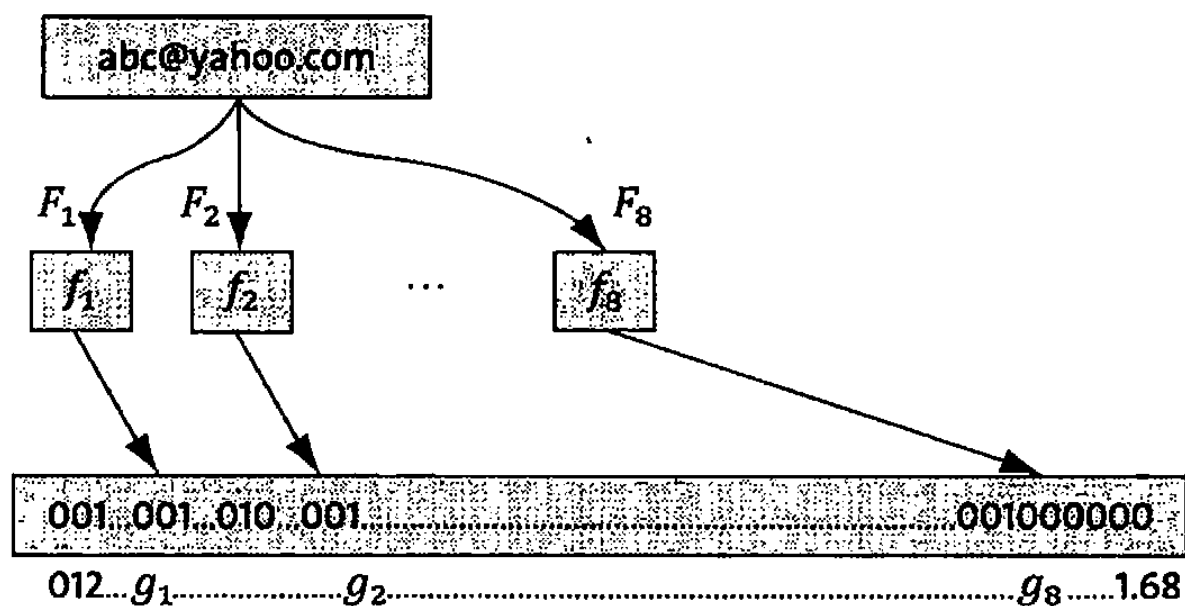 abc@yahoo.com
F₁ F₂ F₈
f₁ f₂ ... f₈
001...001...010...001..............................001000000
012...g₁....................g₂..............................g₈......1.68